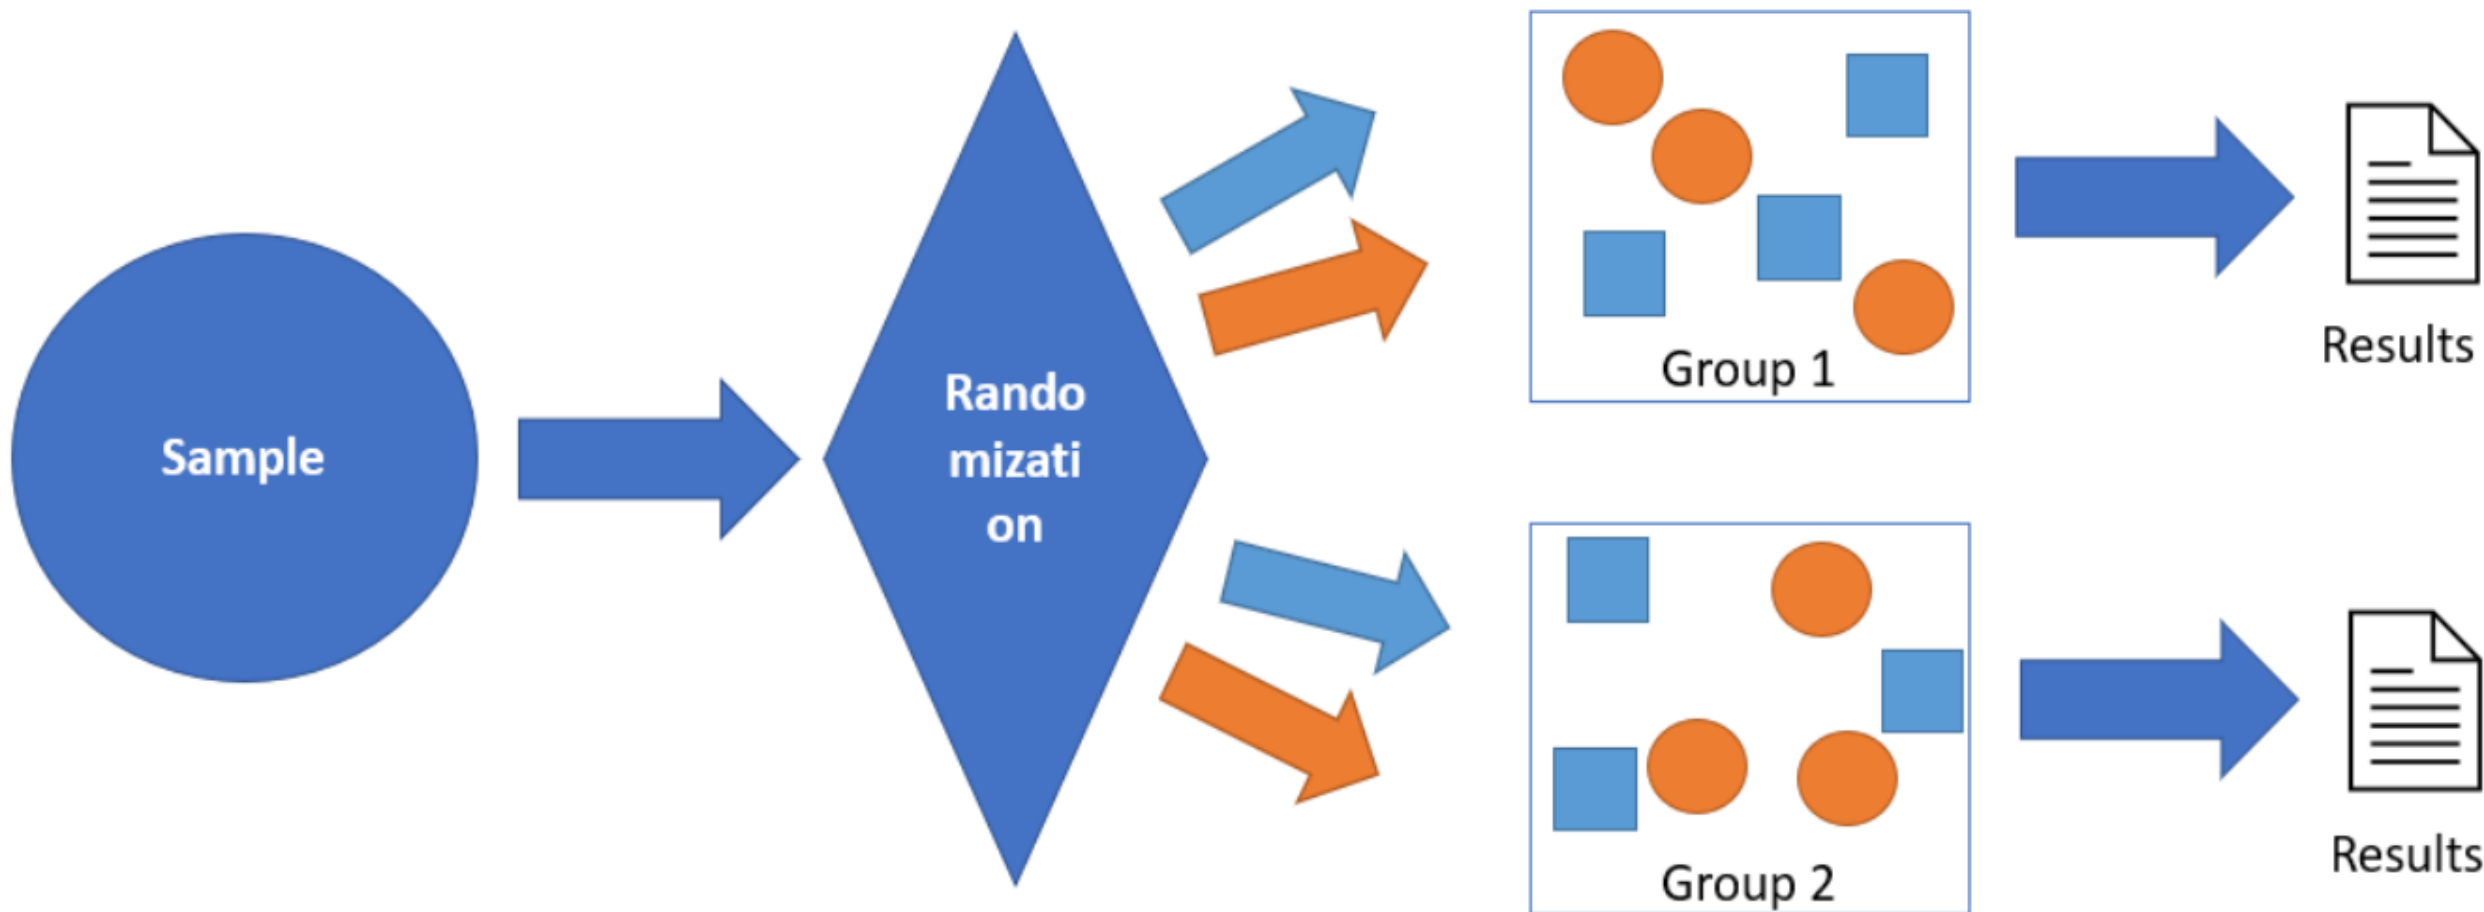 Sample
Rando
mizati
on
Group 1
Results
Group 2
Results